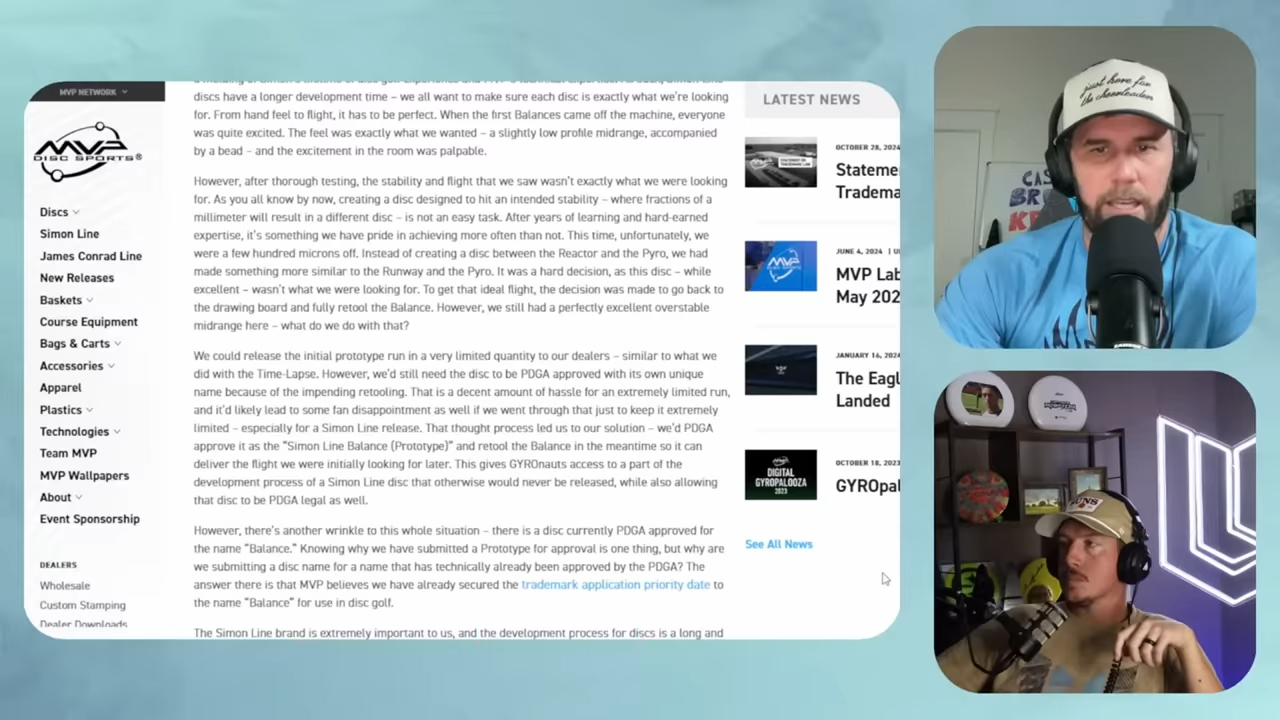 MVP NETWORK
MVP
DISC SPORTS®
Discs
Simon Line
James Conrad Line
New Releases
Baskets
Course Equipment
Bags & Carts
Accessories
Apparel
Plastics
Technologies
Team MVP
MVP Wallpapers
About
Event Sponsorship
DEALERS
Wholesale
Custom Stamping
Dealer Downloads
discs have a longer development time – we all want to make sure each disc is exactly what we're looking
for. From hand feel to flight, it has to be perfect. When the first Balances came off the machine, everyone
was quite excited. The feel was exactly what we wanted – a slightly low profile midrange, accompanied
by a bead – and the excitement in the room was palpable.
However, after thorough testing, the stability and flight that we saw wasn't exactly what we were looking
for. As you all know by now, creating a disc designed to hit an intended stability – where fractions of a
millimeter will result in a different disc – is not an easy task. After years of learning and hard-earned
expertise, it's something we have pride in achieving more often than not. This time, unfortunately, we
were a few hundred microns off. Instead of creating a disc between the Reactor and the Pyro, we had
made something more similar to the Runway and the Pyro. It was a hard decision, as this disc – while
excellent – wasn't what we were looking for. To get that ideal flight, the decision was made to go back to
the drawing board and fully retool the Balance. However, we still had a perfectly excellent overstable
midrange here – what do we do with that?
We could release the initial prototype run in a very limited quantity to our dealers – similar to what we
did with the Time-Lapse. However, we'd still need the disc to be PDGA approved with its own unique
name because of the impending retooling. That is a decent amount of hassle for an extremely limited run,
and it'd likely lead to some fan disappointment as well if we went through that just to keep it extremely
limited – especially for a Simon Line release. That thought process led us to our solution – we'd PDGA
approve it as the “Simon Line Balance (Prototype)” and retool the Balance in the meantime so it can
deliver the flight we were initially looking for later. This gives GYROnauts access to a part of the
development process of a Simon Line disc that otherwise would never be released, while also allowing
that disc to be PDGA legal as well.
However, there's another wrinkle to this whole situation – there is a disc currently PDGA approved for
the name “Balance.” Knowing why we have submitted a Prototype for approval is one thing, but why are
we submitting a disc name for a name that has technically already been approved by the PDGA? The
answer there is that MVP believes we have already secured the trademark application priority date to
the name “Balance” for use in disc golf.
The Simon Line brand is extremely important to us, and the development process for discs is a long and
LATEST NEWS
OCTOBER 28, 2024
Stateme
Tradema
JUNE 4, 2024 | U
MVP Lab
May 202
JANUARY 16, 2024
The Eagl
Landed
OCTOBER 18, 2023
GYROpal
MVP
DIGITAL
GYROPALOOZA
2023
See All News
just here for
the cheerleaders
CAS
BR
KE